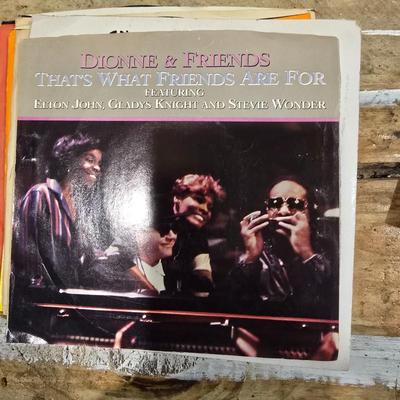 DIONNE & FRIENDS
THAT'S WHAT FRIENDS ARE FOR
FEATURING
ELTON JOHN, GLADYS KNIGHT AND STEVIE WONDER